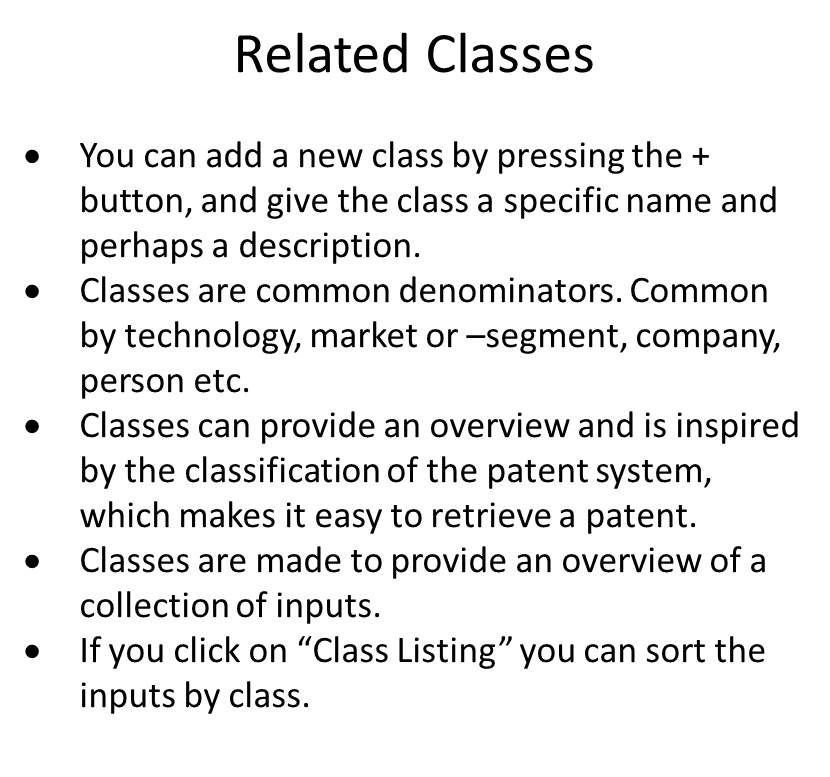 Related Classes
• You can add a new class by pressing the +
button, and give the class a specific name and
perhaps a description.
• Classes are common denominators. Common
by technology, market or –segment, company,
person etc.
• Classes can provide an overview and is inspired
by the classification of the patent system,
which makes it easy to retrieve a patent.
• Classes are made to provide an overview of a
collection of inputs.
• If you click on “Class Listing” you can sort the
inputs by class.